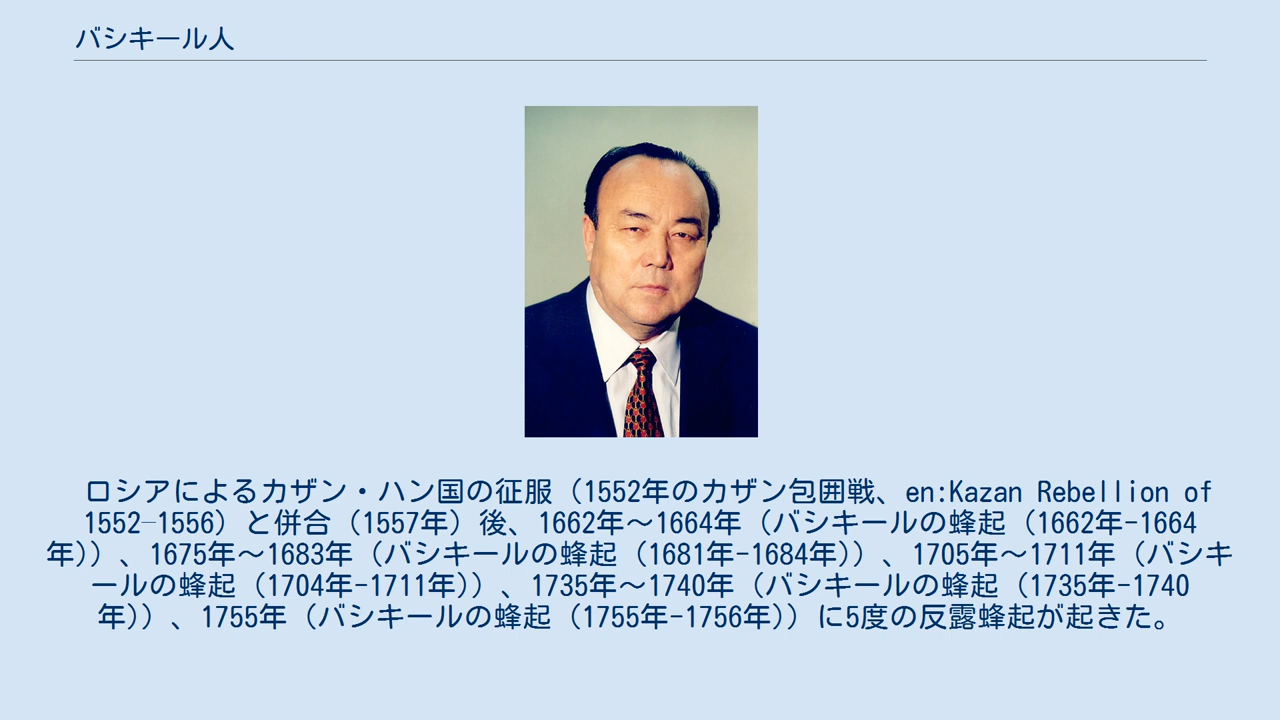 バシキール人
ロシアによるカザン・ハン国の征服（1552年のカザン包囲戦、en:Kazan Rebellion of
1552–1556）と併合（1557年）後、1662年～1664年（バシキールの蜂起（1662年-1664
年））、1675年～1683年（バシキールの蜂起（1681年-1684年））、1705年～1711年（バシキ
ールの蜂起（1704年-1711年））、1735年～1740年（バシキールの蜂起（1735年-1740
年））、1755年（バシキールの蜂起（1755年-1756年））に5度の反露蜂起が起きた。